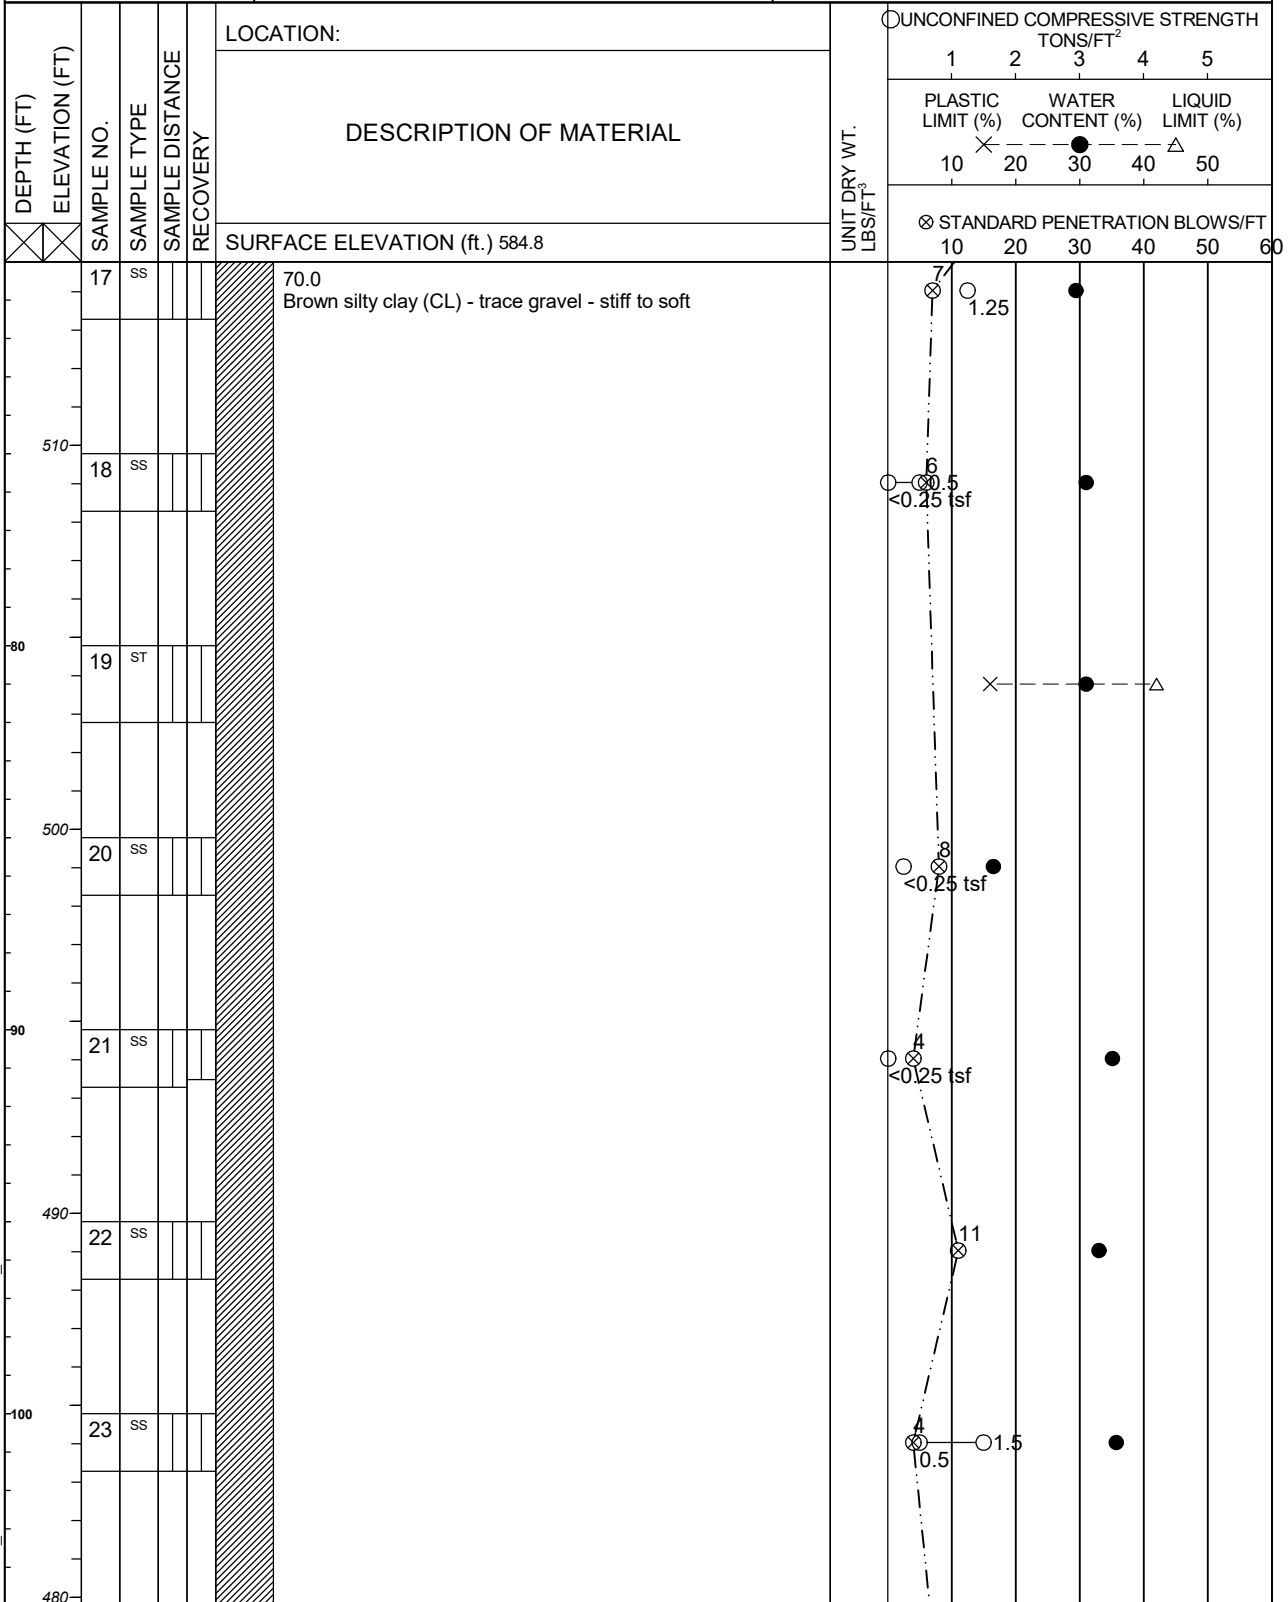 LOCATION:
DESCRIPTION OF MATERIAL
SURFACE ELEVATION (ft.) 584.8
DEPTH (FT)
ELEVATION (FT)
SAMPLE NO.
SAMPLE TYPE
SAMPLE DISTANCE
RECOVERY
UNIT DRY WT.
LBS/FT³
UNCONFINED COMPRESSIVE STRENGTH
TONS/FT²
1 2 3 4 5
PLASTIC LIMIT (%)
WATER CONTENT (%)
LIQUID LIMIT (%)
10 20 30 40 50
STANDARD PENETRATION BLOWS/FT
10 20 30 40 50 60
17 SS
70.0
Brown silty clay (CL) - trace gravel - stiff to soft
7
1.25
510
18 SS
6
0.5
<0.25 tsf
80
19 ST
500
20 SS
8
<0.25 tsf
90
21 SS
4
<0.25 tsf
490
22 SS
11
100
23 SS
4
0.5
1.5
480